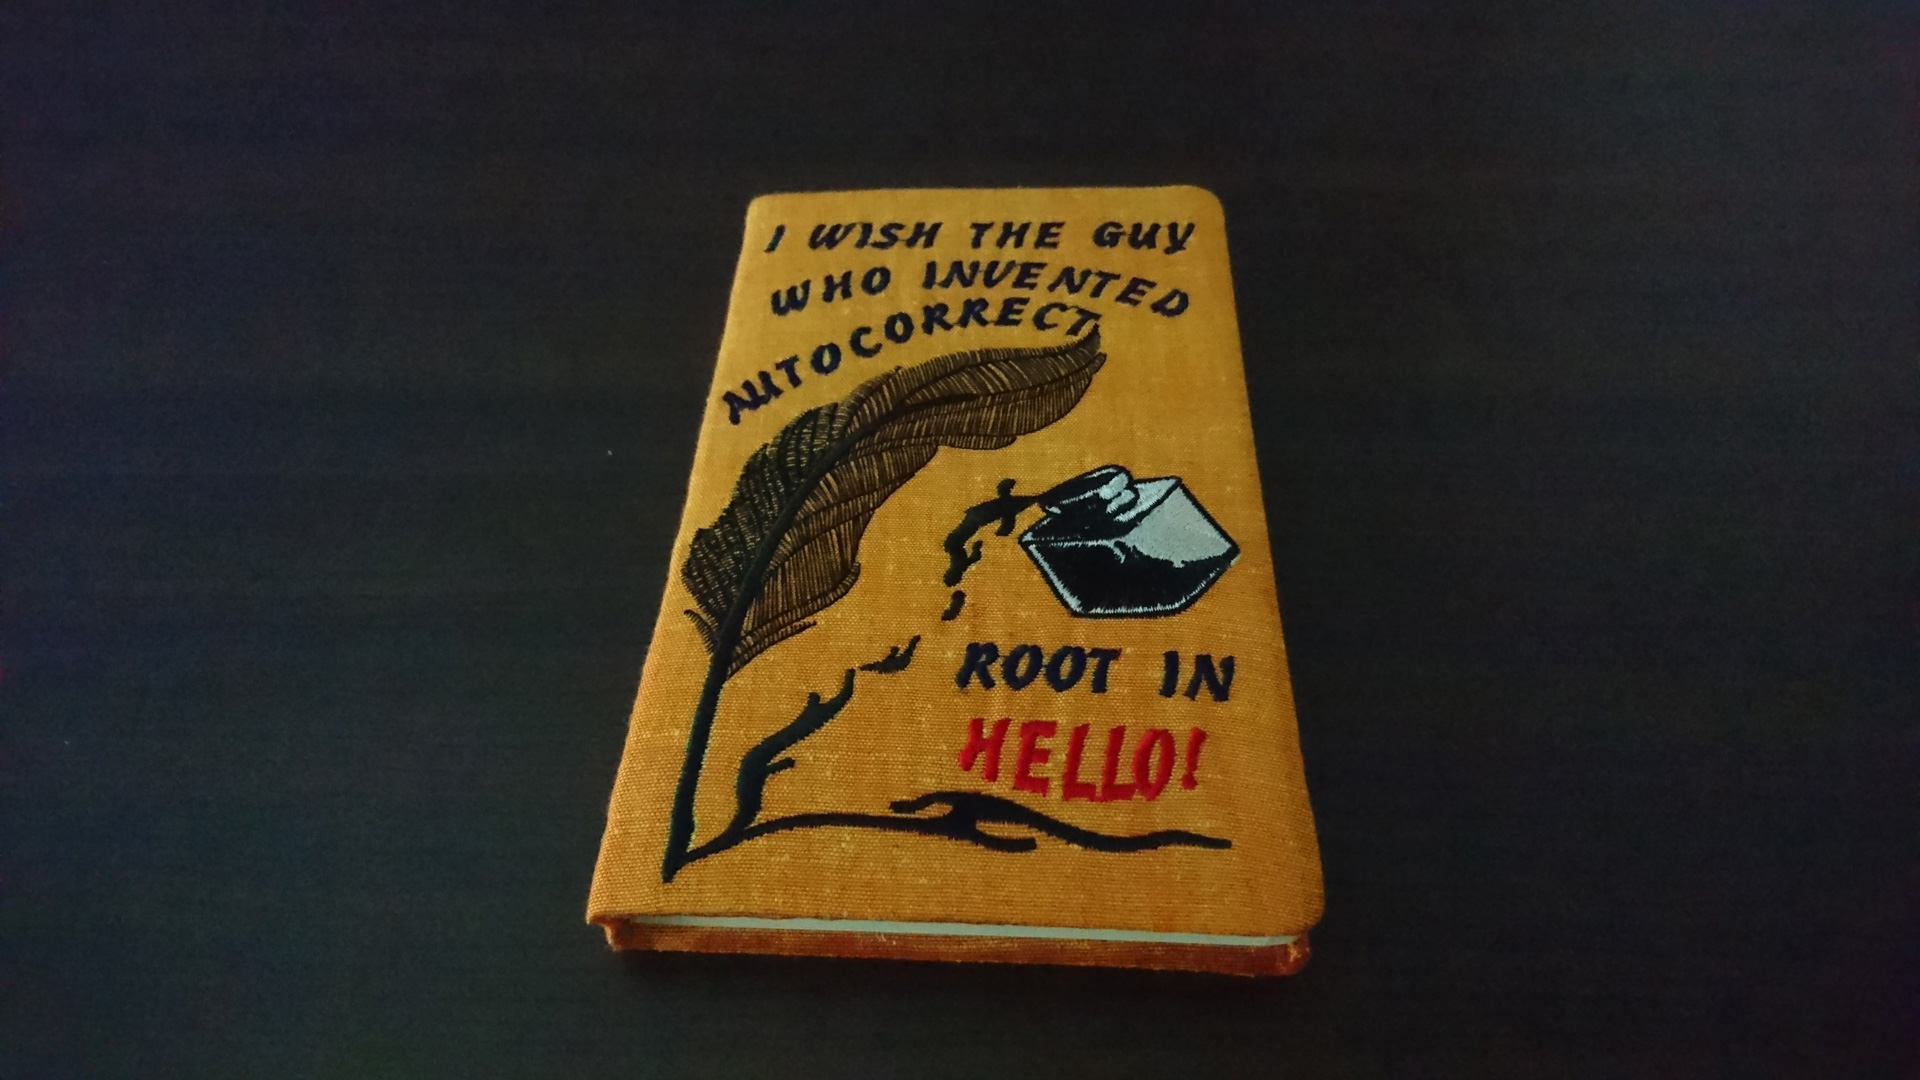 I WISH THE GUY
WHO INVENTED
AUTOCORRECT
ROOT IN
HELLO!